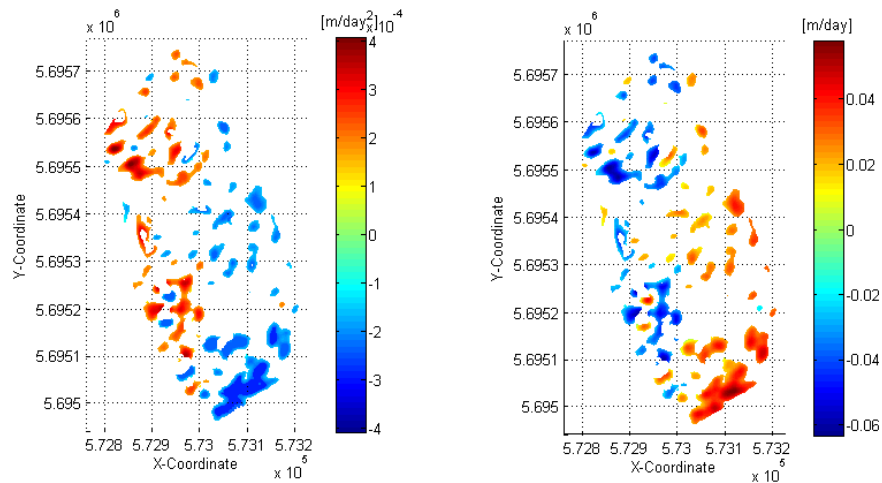 x 10^6
[m/day^2] x 10^-4
5.6957
5.6956
5.6955
5.6954
5.6953
5.6952
5.6951
5.695
Y-Coordinate
5.728 5.729 5.73 5.731 5.732
X-Coordinate
x 10^5
4
3
2
1
0
-1
-2
-3
-4
x 10^6
[m/day]
5.6957
5.6956
5.6955
5.6954
5.6953
5.6952
5.6951
5.695
Y-Coordinate
5.728 5.729 5.73 5.731 5.732
X-Coordinate
x 10^5
0.04
0.02
0
-0.02
-0.04
-0.06